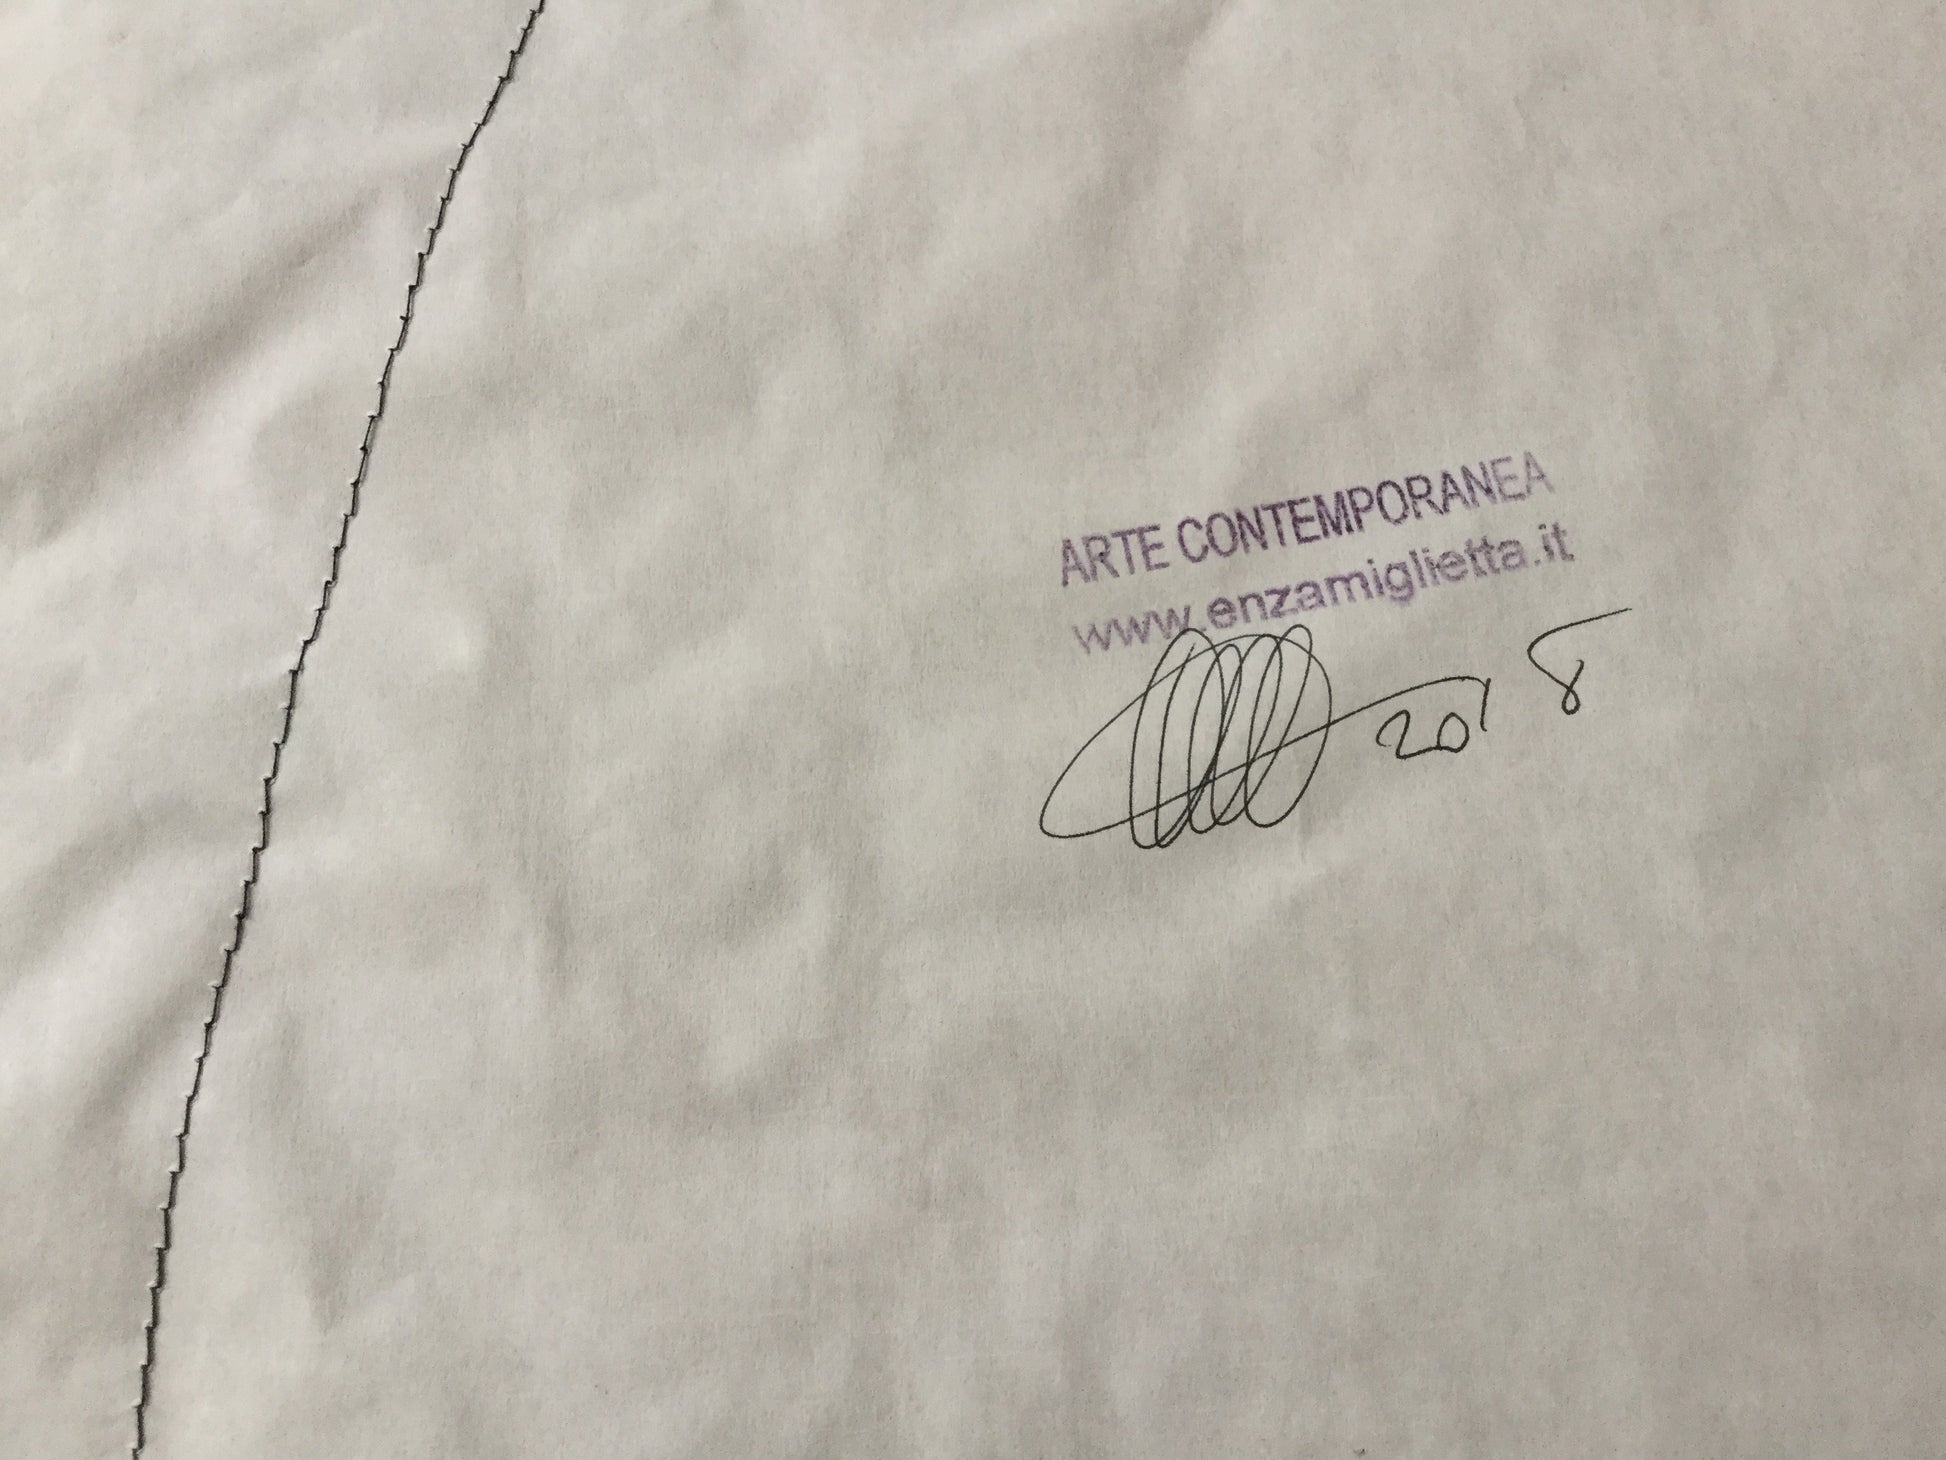 ARTE CONTEMPORANEA
www.enzamiglietta.it
2018